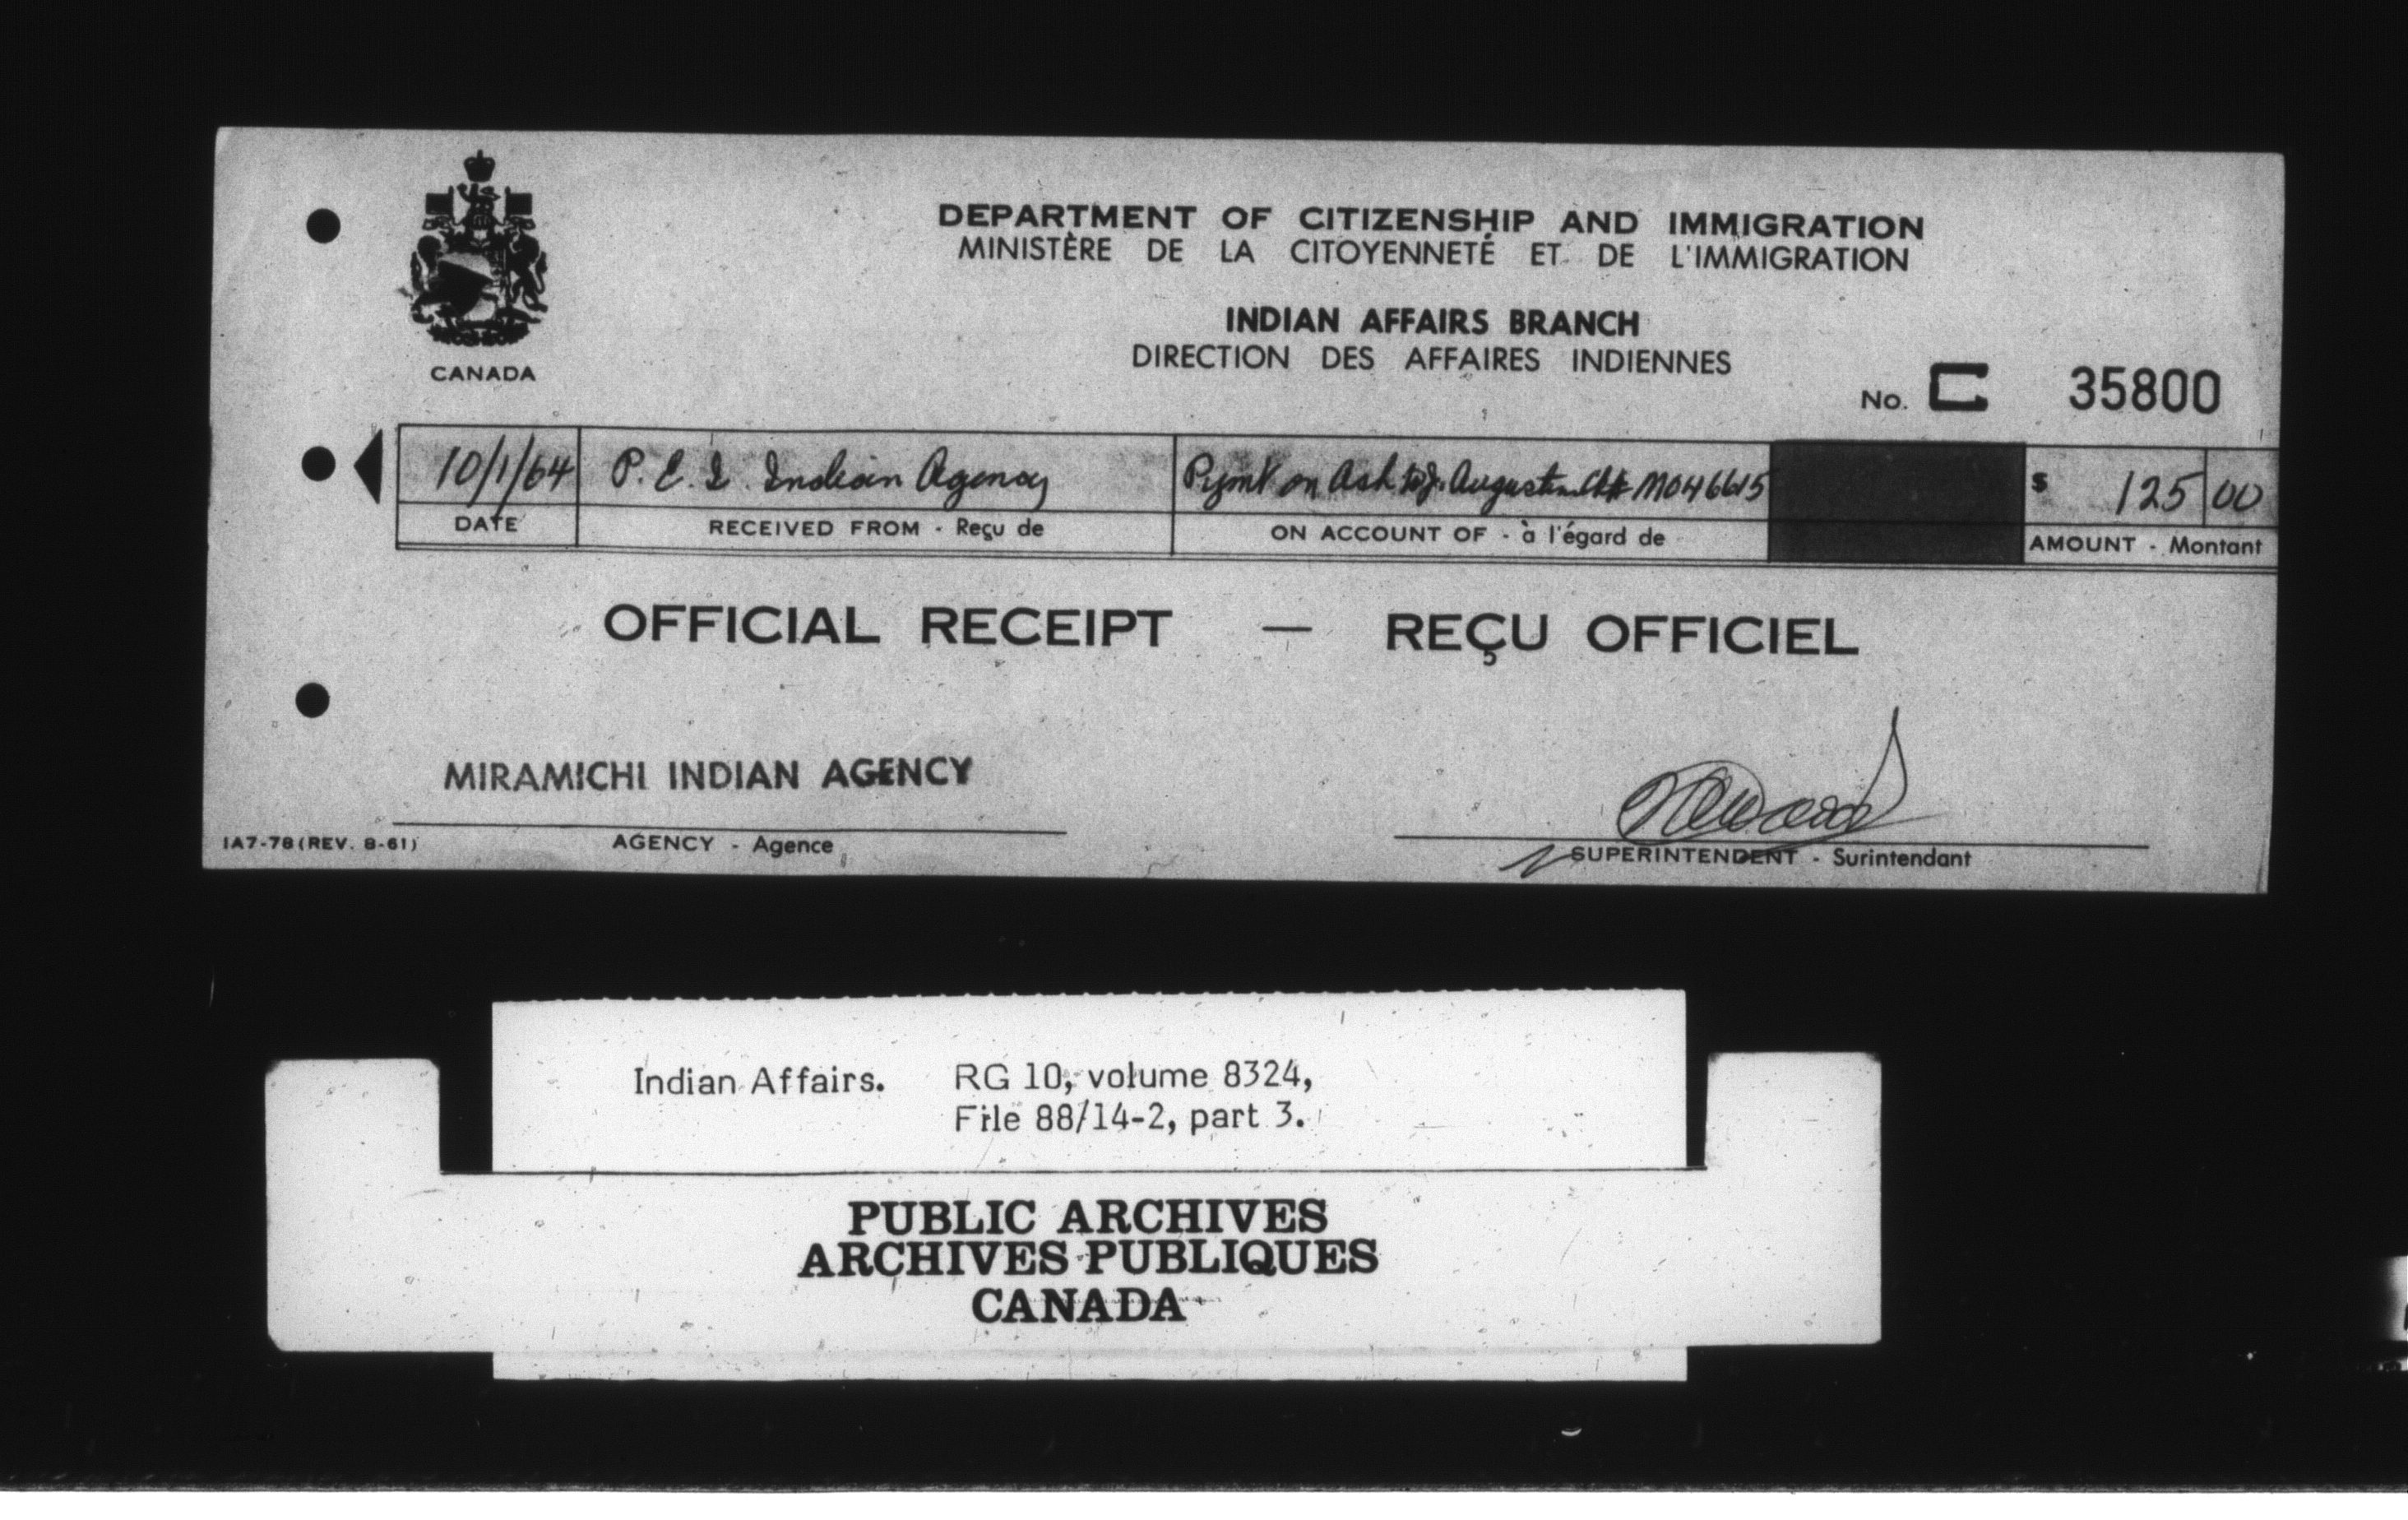 DEPARTMENT OF CITIZENSHIP AND IMMIGRATION
MINISTÈRE DE LA CITOYENNETÉ ET DE L'IMMIGRATION
INDIAN AFFAIRS BRANCH
DIRECTION DES AFFAIRES INDIENNES
CANADA
No. C 35800
10/1/64 P.E.I. Indian Agency Pymt on Ash to J. Augustine Ch# M046615 $ 125 00
DATE RECEIVED FROM - Reçu de ON ACCOUNT OF - à l'égard de AMOUNT - Montant
OFFICIAL RECEIPT — REÇU OFFICIEL
MIRAMICHI INDIAN AGENCY
IA7-78 (REV. 8-61) AGENCY - Agence SUPERINTENDENT - Surintendant
Indian Affairs. RG 10, volume 8324,
File 88/14-2, part 3.
PUBLIC ARCHIVES
ARCHIVES PUBLIQUES
CANADA